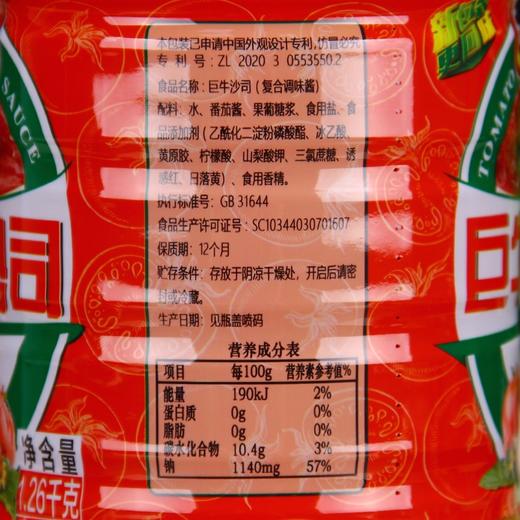 本包装已申请中国外观设计专利,仿冒必究
专利号: ZL 2020 3 0553550.2
食品名称: 巨牛沙司(复合调味酱)
配料: 水、番茄酱、果葡糖浆、食用盐、食
品添加剂(乙酰化二淀粉磷酸酯、冰乙酸、
黄原胶、柠檬酸、山梨酸钾、三氯蔗糖、诱
惑红、日落黄)、食用香精。
执行标准号: GB 31644
食品生产许可证号: SC10344030701607
保质期: 12个月
贮存条件: 存放于阴凉干燥处, 开启后请密
封或冷藏。
生产日期: 见瓶盖喷码
营养成分表
项目 每100g 营养素参考值%
能量 190kJ 2%
蛋白质 0g 0%
脂肪 0g 0%
碳水化合物 10.4g 3%
钠 1140mg 57%
SAUCE
司
净含量
1.26千克
TOMATO
巨